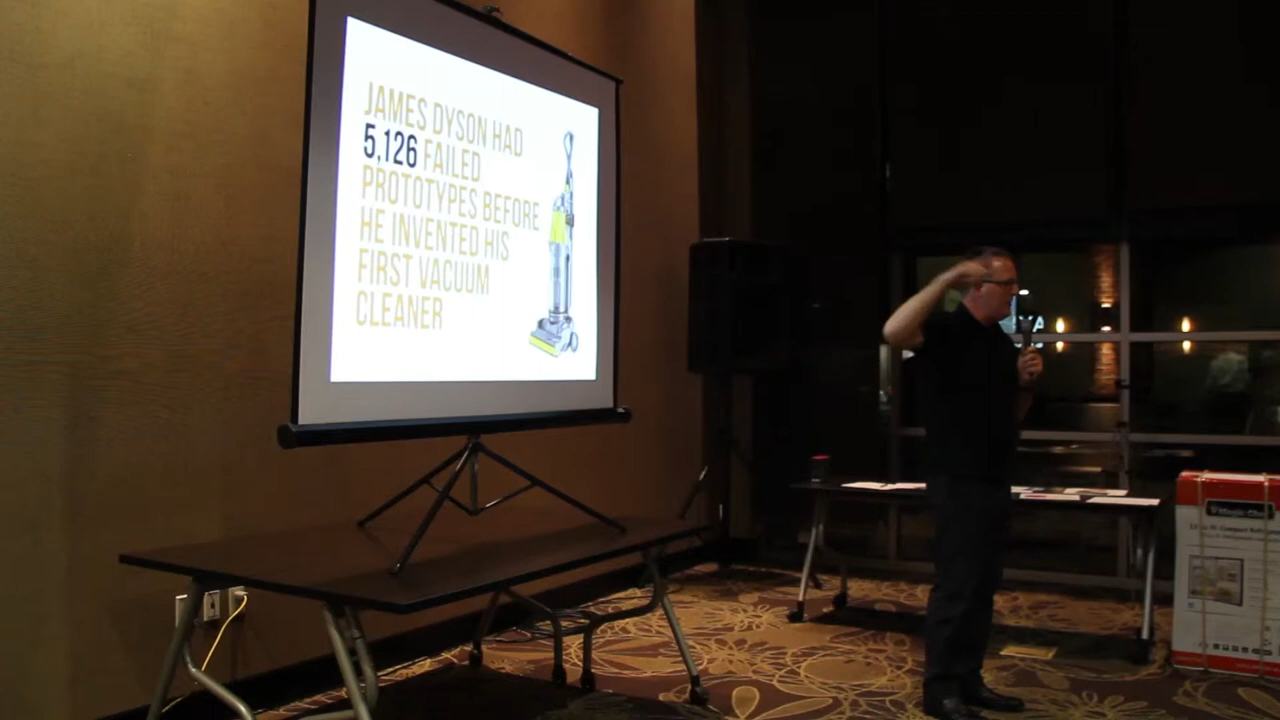 JAMES DYSON HAD
5,126 FAILED
PROTOTYPES BEFORE
HE INVENTED HIS
FIRST VACUUM
CLEANER